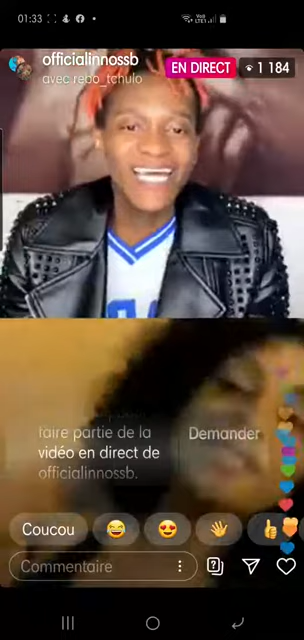 01:33
officialinnossb
avec rebo_tchulo
EN DIRECT
1 184
faire partie de la
vidéo en direct de
officialinnossb.
Demander
Coucou
Commentaire